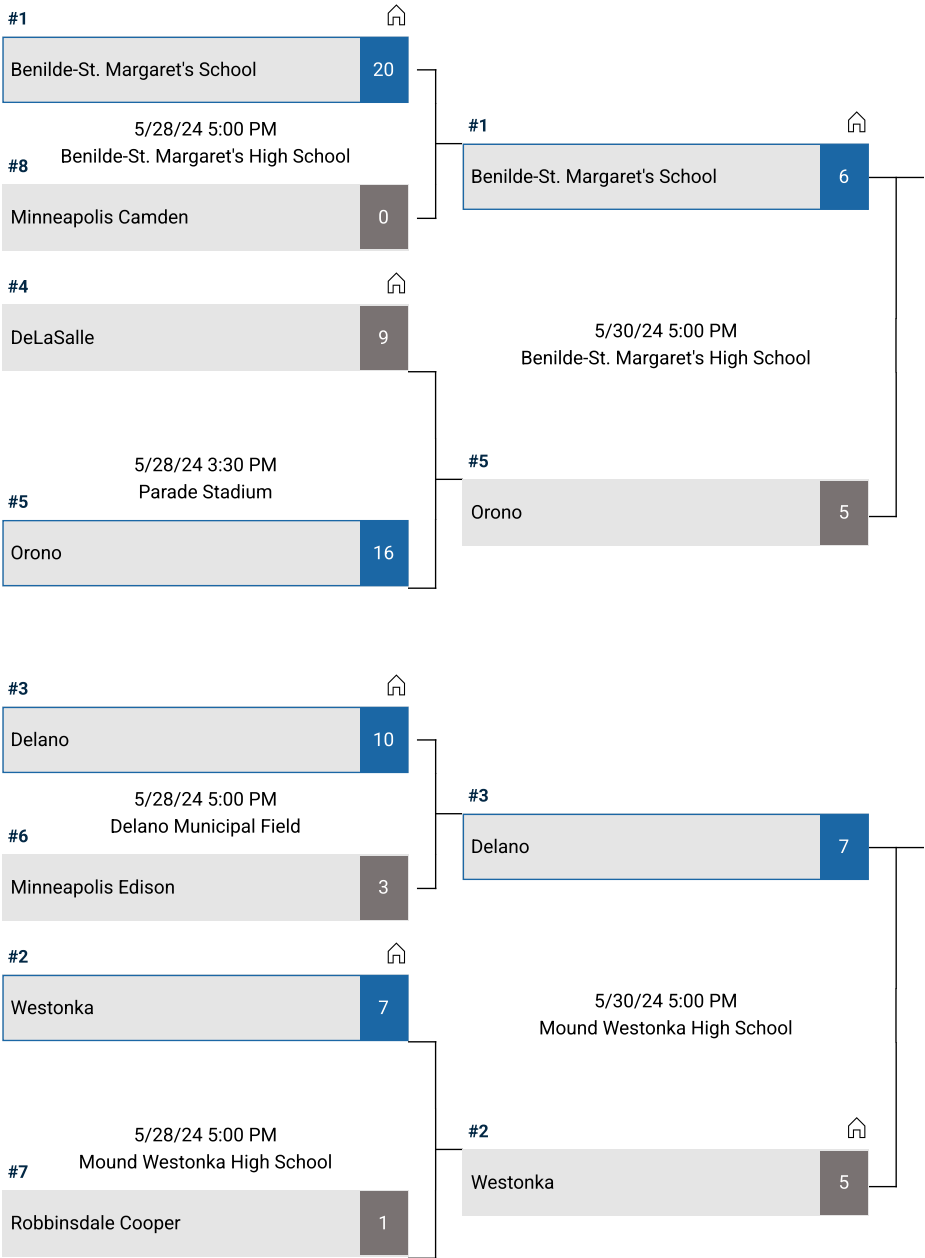 #1
Benilde-St. Margaret's School 20
5/28/24 5:00 PM
Benilde-St. Margaret's High School
#8
Minneapolis Camden 0
#4
DeLaSalle 9
5/28/24 3:30 PM
Parade Stadium
#5
Orono 16
#1
Benilde-St. Margaret's School 6
5/30/24 5:00 PM
Benilde-St. Margaret's High School
#5
Orono 5
#3
Delano 10
5/28/24 5:00 PM
Delano Municipal Field
#6
Minneapolis Edison 3
#2
Westonka 7
5/28/24 5:00 PM
Mound Westonka High School
#7
Robbinsdale Cooper 1
#3
Delano 7
5/30/24 5:00 PM
Mound Westonka High School
#2
Westonka 5